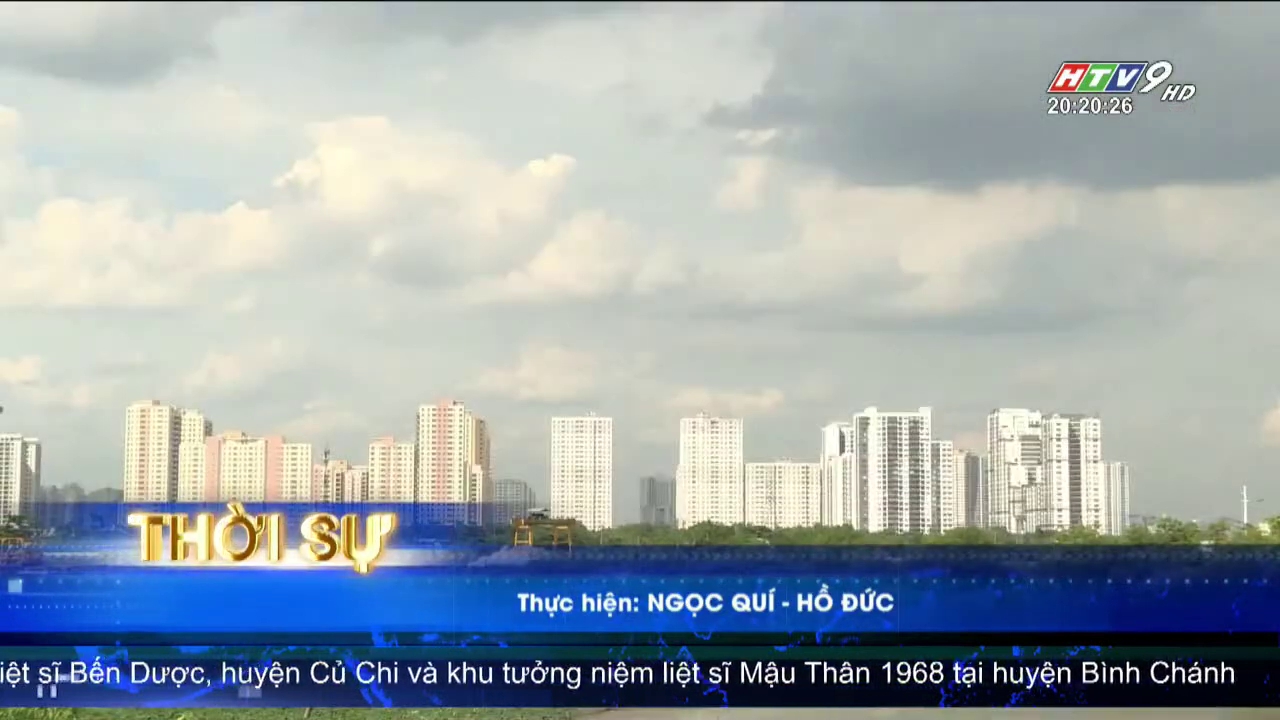 HTV9 HD
20:20:26
THỜI SỰ
Thực hiện: NGỌC QUÍ - HỒ ĐỨC
sĩ Bến Dược, huyện Củ Chi và khu tưởng niệm liệt sĩ Mậu Thân 1968 tại huyện Bình Chánh